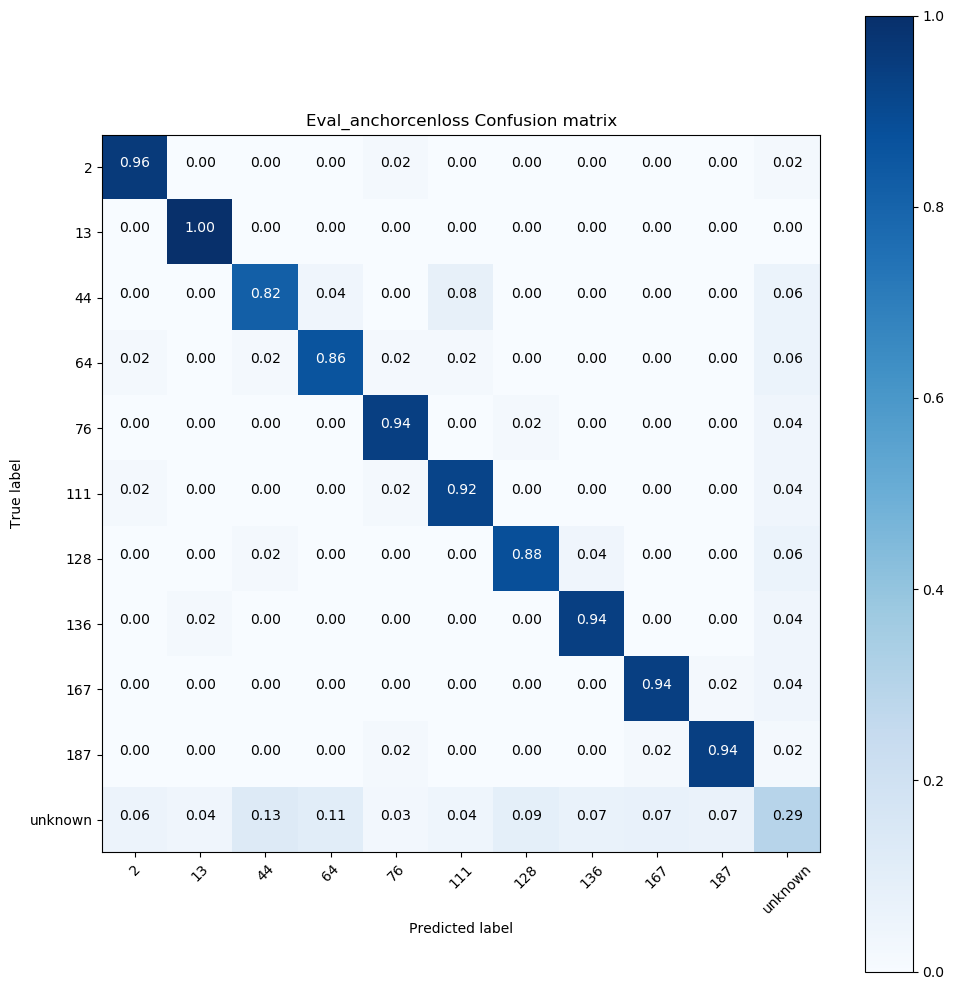 Eval_anchorcenloss Confusion matrix
1.0
0.8
0.6
0.4
0.2
0.0
True label
2 0.96 0.00 0.00 0.00 0.02 0.00 0.00 0.00 0.00 0.00 0.02
13 0.00 1.00 0.00 0.00 0.00 0.00 0.00 0.00 0.00 0.00 0.00
44 0.00 0.00 0.82 0.04 0.00 0.08 0.00 0.00 0.00 0.00 0.06
64 0.02 0.00 0.02 0.86 0.02 0.02 0.00 0.00 0.00 0.00 0.06
76 0.00 0.00 0.00 0.00 0.94 0.00 0.02 0.00 0.00 0.00 0.04
111 0.02 0.00 0.00 0.00 0.02 0.92 0.00 0.00 0.00 0.00 0.04
128 0.00 0.00 0.02 0.00 0.00 0.00 0.88 0.04 0.00 0.00 0.06
136 0.00 0.02 0.00 0.00 0.00 0.00 0.00 0.94 0.00 0.00 0.04
167 0.00 0.00 0.00 0.00 0.00 0.00 0.00 0.00 0.94 0.02 0.04
187 0.00 0.00 0.00 0.00 0.02 0.00 0.00 0.00 0.02 0.94 0.02
unknown 0.06 0.04 0.13 0.11 0.03 0.04 0.09 0.07 0.07 0.07 0.29
2 13 44 64 76 111 128 136 167 187 unknown
Predicted label